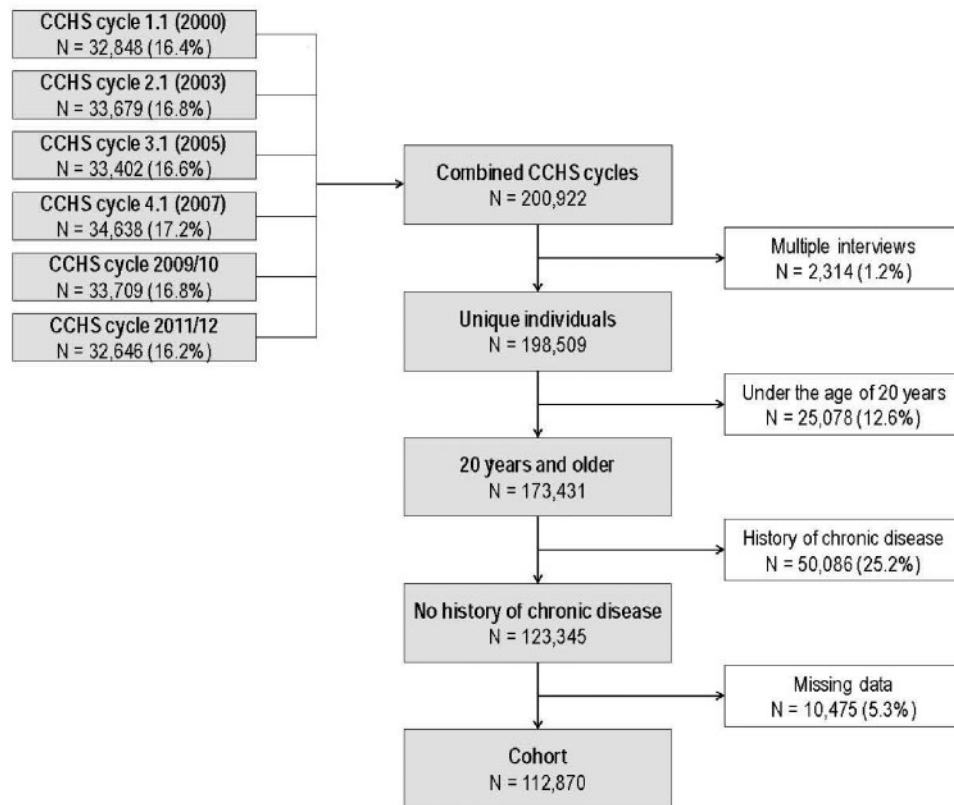 CCHS cycle 1.1 (2000)
N = 32,848 (16.4%)
CCHS cycle 2.1 (2003)
N = 33,679 (16.8%)
CCHS cycle 3.1 (2005)
N = 33,402 (16.6%)
CCHS cycle 4.1 (2007)
N = 34,638 (17.2%)
CCHS cycle 2009/10
N = 33,709 (16.8%)
CCHS cycle 2011/12
N = 32,646 (16.2%)
Combined CCHS cycles
N = 200,922
Multiple interviews
N = 2,314 (1.2%)
Unique individuals
N = 198,509
Under the age of 20 years
N = 25,078 (12.6%)
20 years and older
N = 173,431
History of chronic disease
N = 50,086 (25.2%)
No history of chronic disease
N = 123,345
Missing data
N = 10,475 (5.3%)
Cohort
N = 112,870